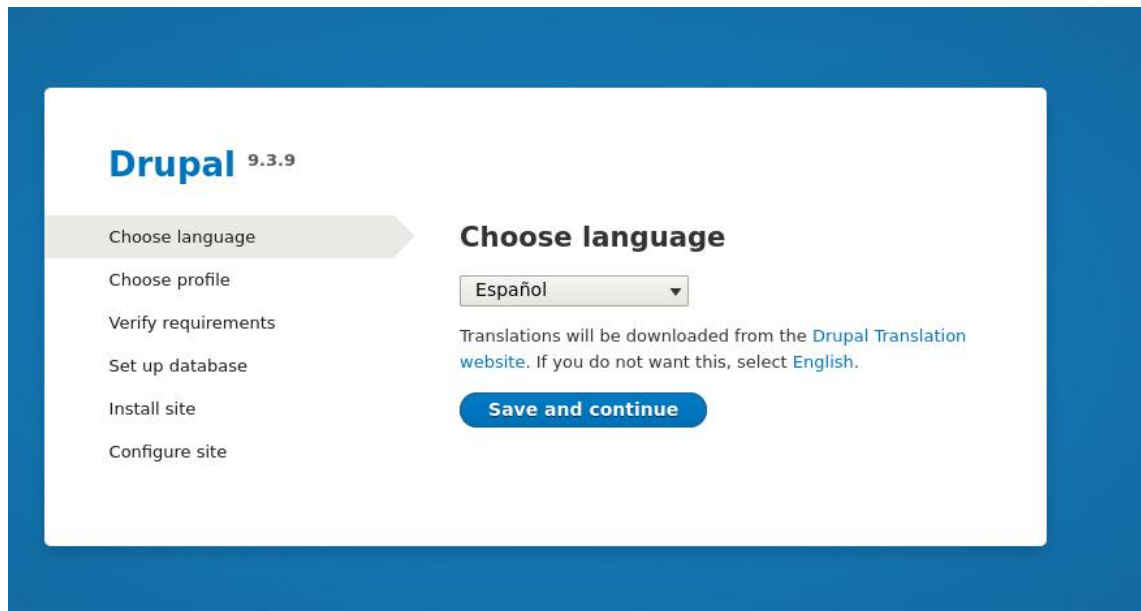 Drupal 9.3.9
Choose language
Choose profile
Verify requirements
Set up database
Install site
Configure site
Choose language
Español
Translations will be downloaded from the Drupal Translation
website. If you do not want this, select English.
Save and continue